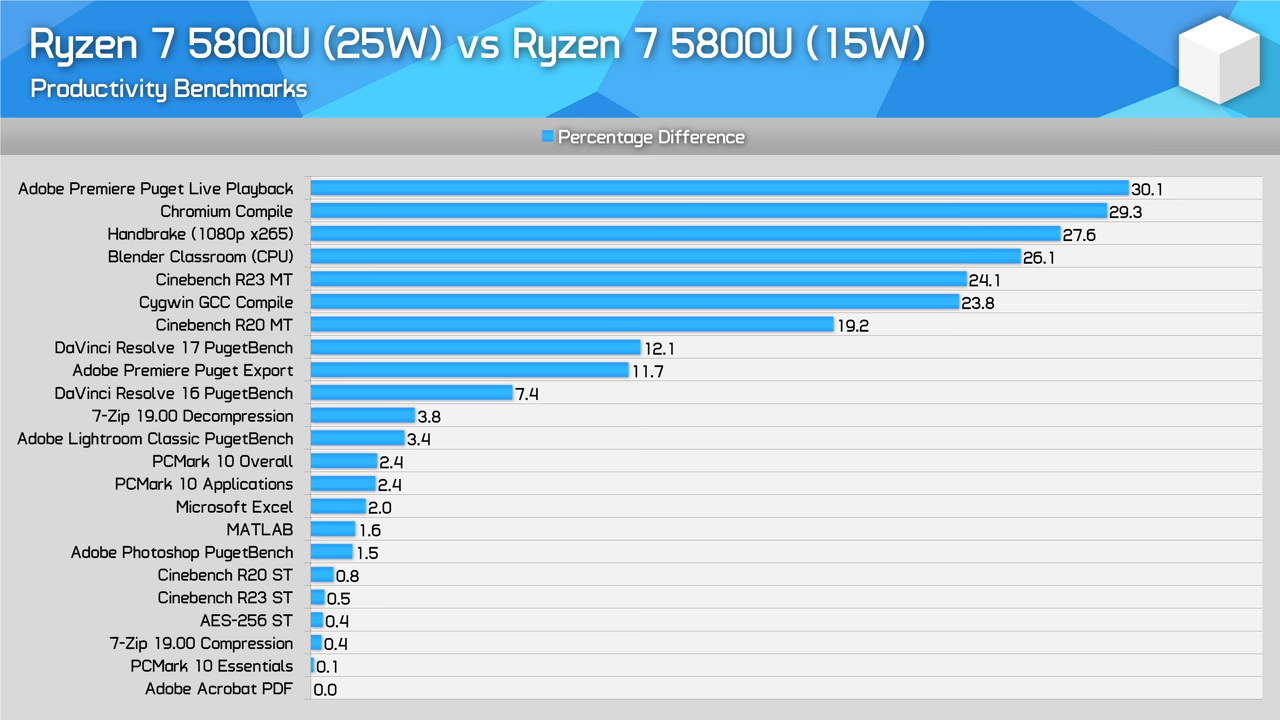 Ryzen 7 5800U (25W) vs Ryzen 7 5800U (15W)
Productivity Benchmarks
Percentage Difference
Adobe Premiere Puget Live Playback 30.1
Chromium Compile 29.3
Handbrake (1080p x265) 27.6
Blender Classroom (CPU) 26.1
Cinebench R23 MT 24.1
Cygwin GCC Compile 23.8
Cinebench R20 MT 19.2
DaVinci Resolve 17 PugetBench 12.1
Adobe Premiere Puget Export 11.7
DaVinci Resolve 16 PugetBench 7.4
7-Zip 19.00 Decompression 3.8
Adobe Lightroom Classic PugetBench 3.4
PCMark 10 Overall 2.4
PCMark 10 Applications 2.4
Microsoft Excel 2.0
MATLAB 1.6
Adobe Photoshop PugetBench 1.5
Cinebench R20 ST 0.8
Cinebench R23 ST 0.5
AES-256 ST 0.4
7-Zip 19.00 Compression 0.4
PCMark 10 Essentials 0.1
Adobe Acrobat PDF 0.0